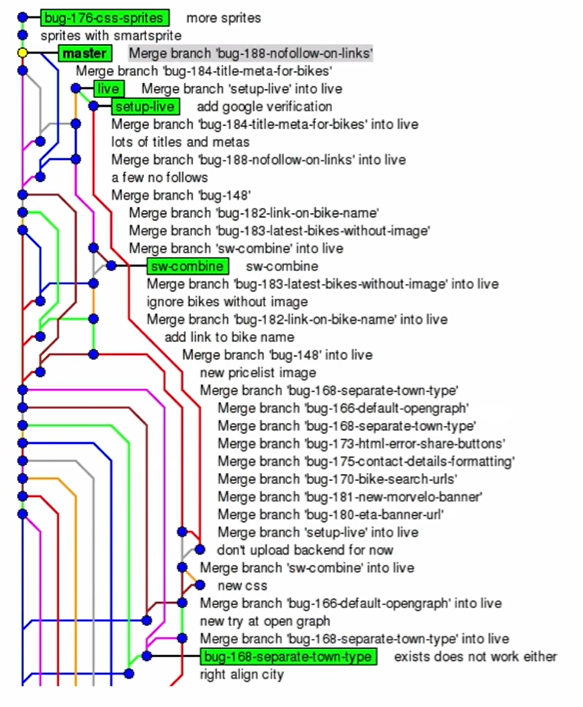 bug-176-css-sprites more sprites
sprites with smartsprite
master Merge branch 'bug-188-nofollow-on-links'
Merge branch 'bug-184-title-meta-for-bikes'
live Merge branch 'setup-live' into live
setup-live add google verification
Merge branch 'bug-184-title-meta-for-bikes' into live
lots of titles and metas
Merge branch 'bug-188-nofollow-on-links' into live
a few no follows
Merge branch 'bug-148'
Merge branch 'bug-182-link-on-bike-name'
Merge branch 'bug-183-latest-bikes-without-image'
Merge branch 'sw-combine' into live
sw-combine sw-combine
Merge branch 'bug-183-latest-bikes-without-image' into live
ignore bikes without image
Merge branch 'bug-182-link-on-bike-name' into live
add link to bike name
Merge branch 'bug-148' into live
new pricelist image
Merge branch 'bug-168-separate-town-type'
Merge branch 'bug-166-default-opengraph'
Merge branch 'bug-168-separate-town-type'
Merge branch 'bug-173-html-error-share-buttons'
Merge branch 'bug-175-contact-details-formatting'
Merge branch 'bug-170-bike-search-urls'
Merge branch 'bug-181-new-morvelo-banner'
Merge branch 'bug-180-eta-banner-url'
Merge branch 'setup-live' into live
don't upload backend for now
Merge branch 'sw-combine' into live
new css
Merge branch 'bug-166-default-opengraph' into live
new try at open graph
Merge branch 'bug-168-separate-town-type' into live
bug-168-separate-town-type exists does not work either
right align city